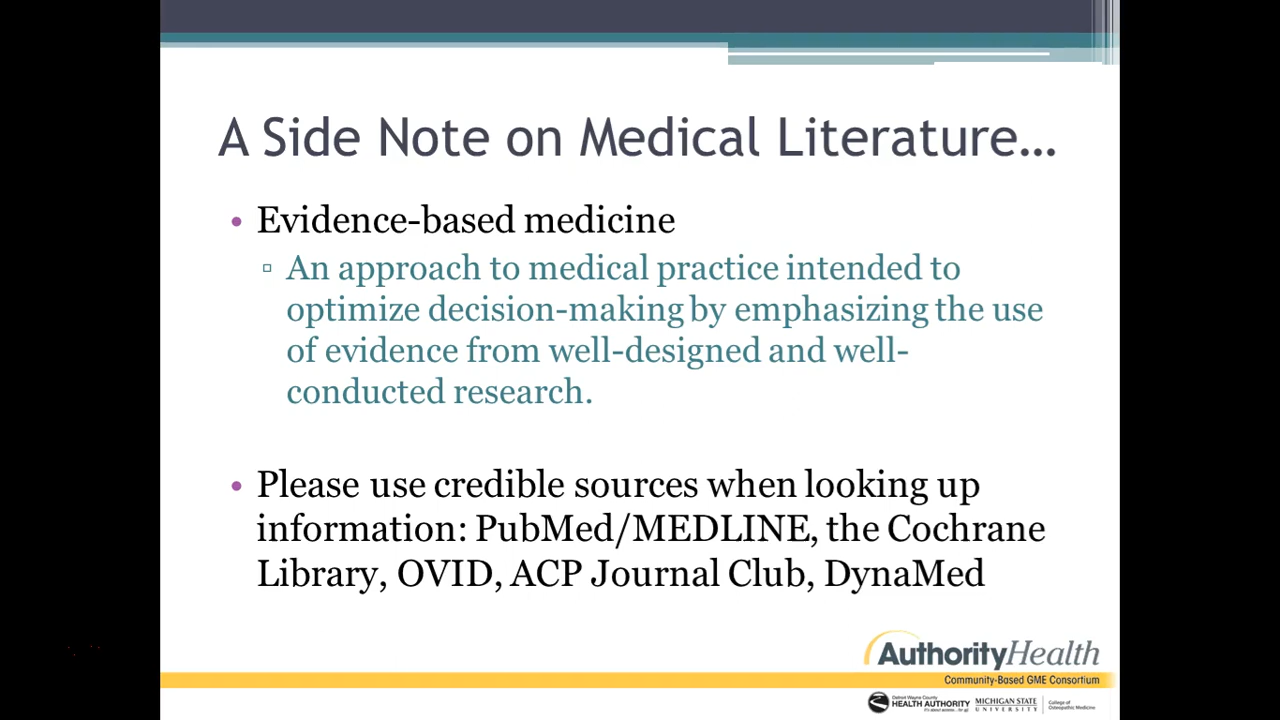 A Side Note on Medical Literature…
• Evidence-based medicine
▫ An approach to medical practice intended to
optimize decision-making by emphasizing the use
of evidence from well-designed and well-
conducted research.
• Please use credible sources when looking up
information: PubMed/MEDLINE, the Cochrane
Library, OVID, ACP Journal Club, DynaMed
AuthorityHealth
Community-Based GME Consortium
Detroit Wayne County
HEALTH AUTHORITY
MICHIGAN STATE
UNIVERSITY
College of
Osteopathic Medicine